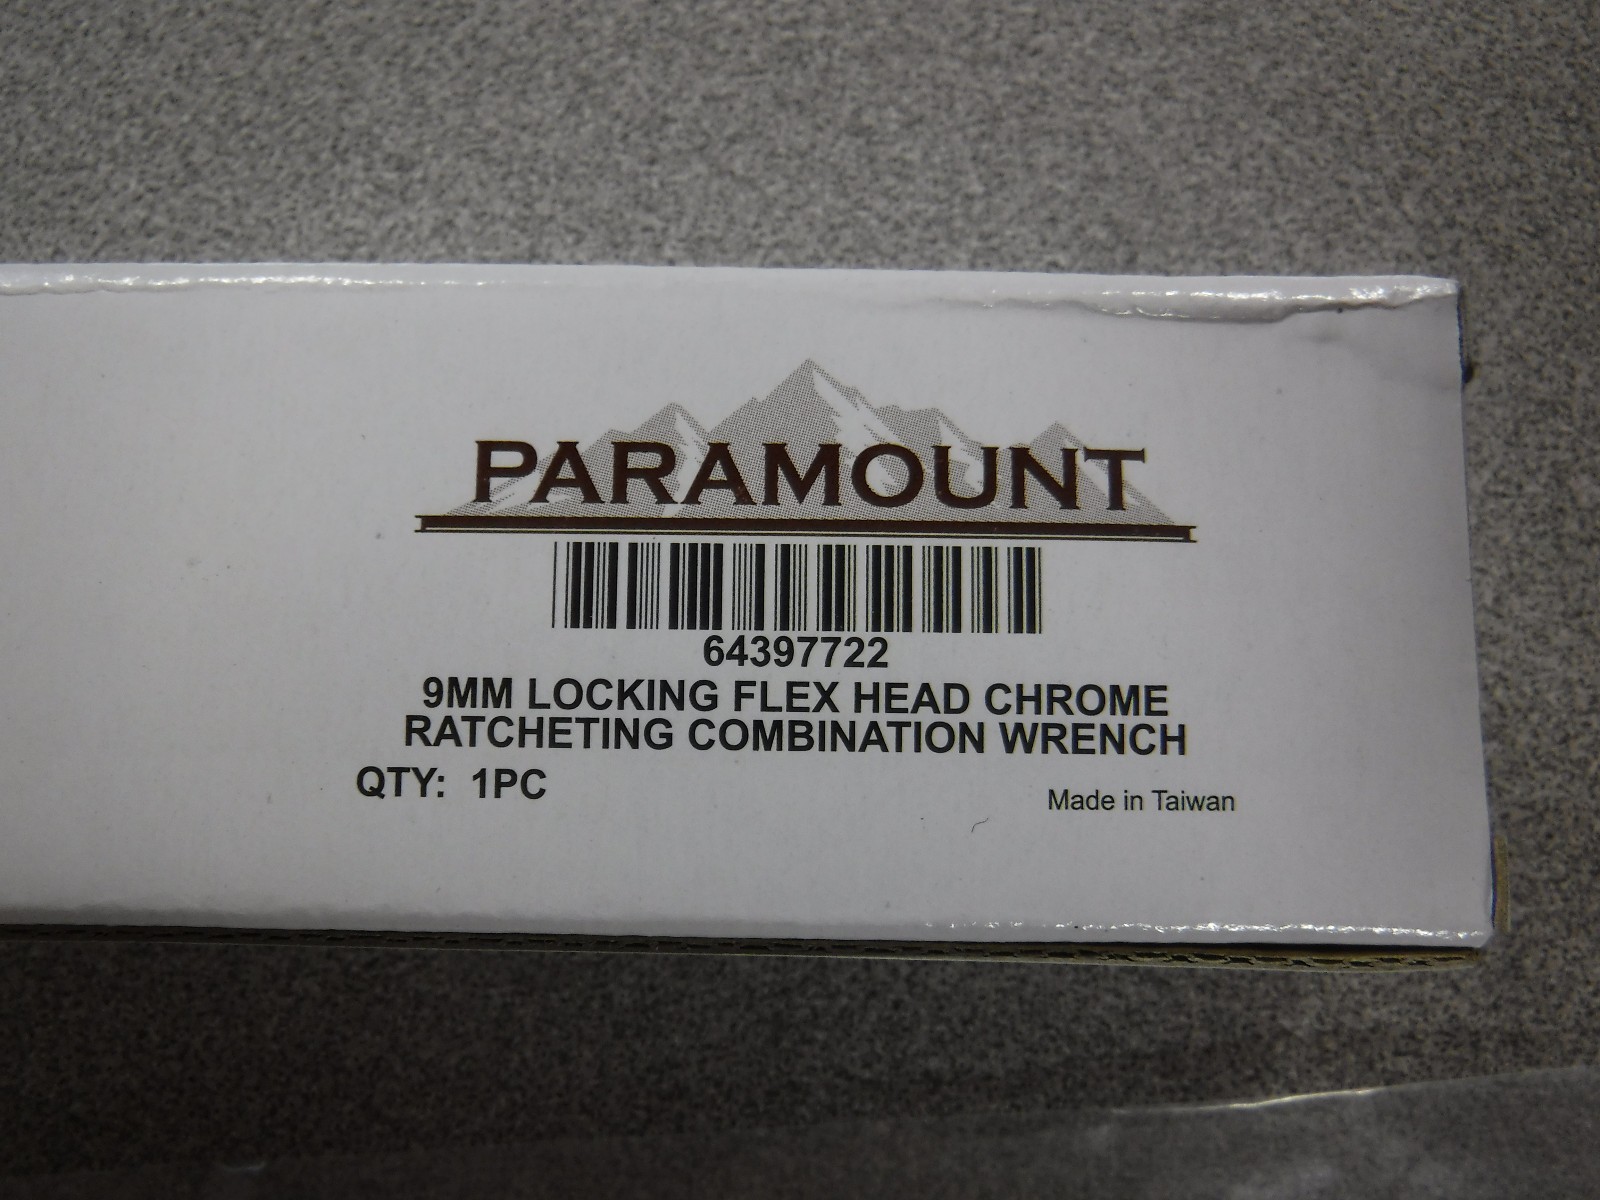 PARAMOUNT
64397722
9MM LOCKING FLEX HEAD CHROME
RATCHETING COMBINATION WRENCH
QTY: 1PC
Made in Taiwan